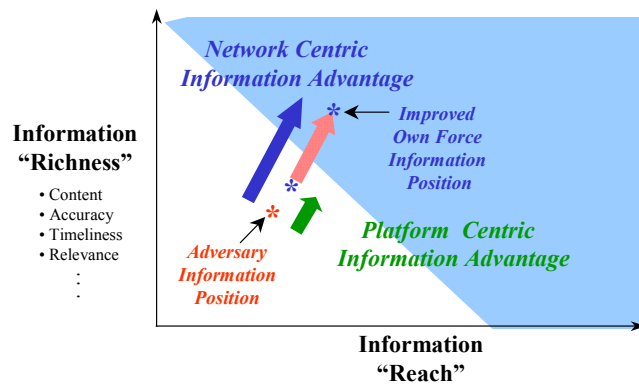 Network Centric
Information Advantage
Information
“Richness”
• Content
• Accuracy
• Timeliness
• Relevance
.
.
.
*
Improved
Own Force
Information
Position
*
*
Adversary
Information
Position
Platform Centric
Information Advantage
Information
“Reach”